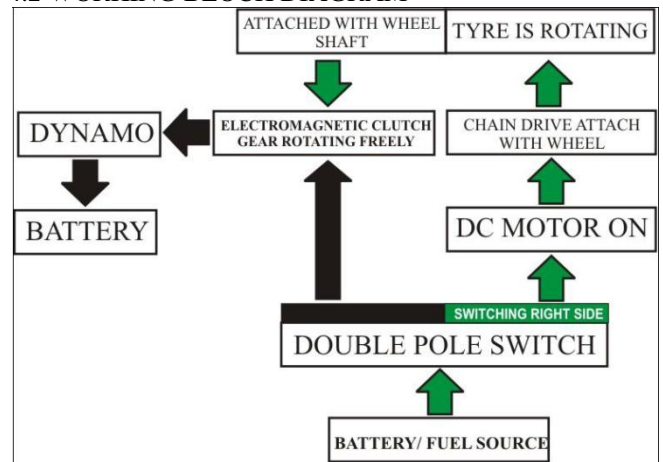 ATTACHED WITH WHEEL
SHAFT
TYRE IS ROTATING
DYNAMO
ELECTROMAGNETIC CLUTCH
GEAR ROTATING FREELY
CHAIN DRIVE ATTACH
WITH WHEEL
BATTERY
DC MOTOR ON
SWITCHING RIGHT SIDE
DOUBLE POLE SWITCH
BATTERY/ FUEL SOURCE